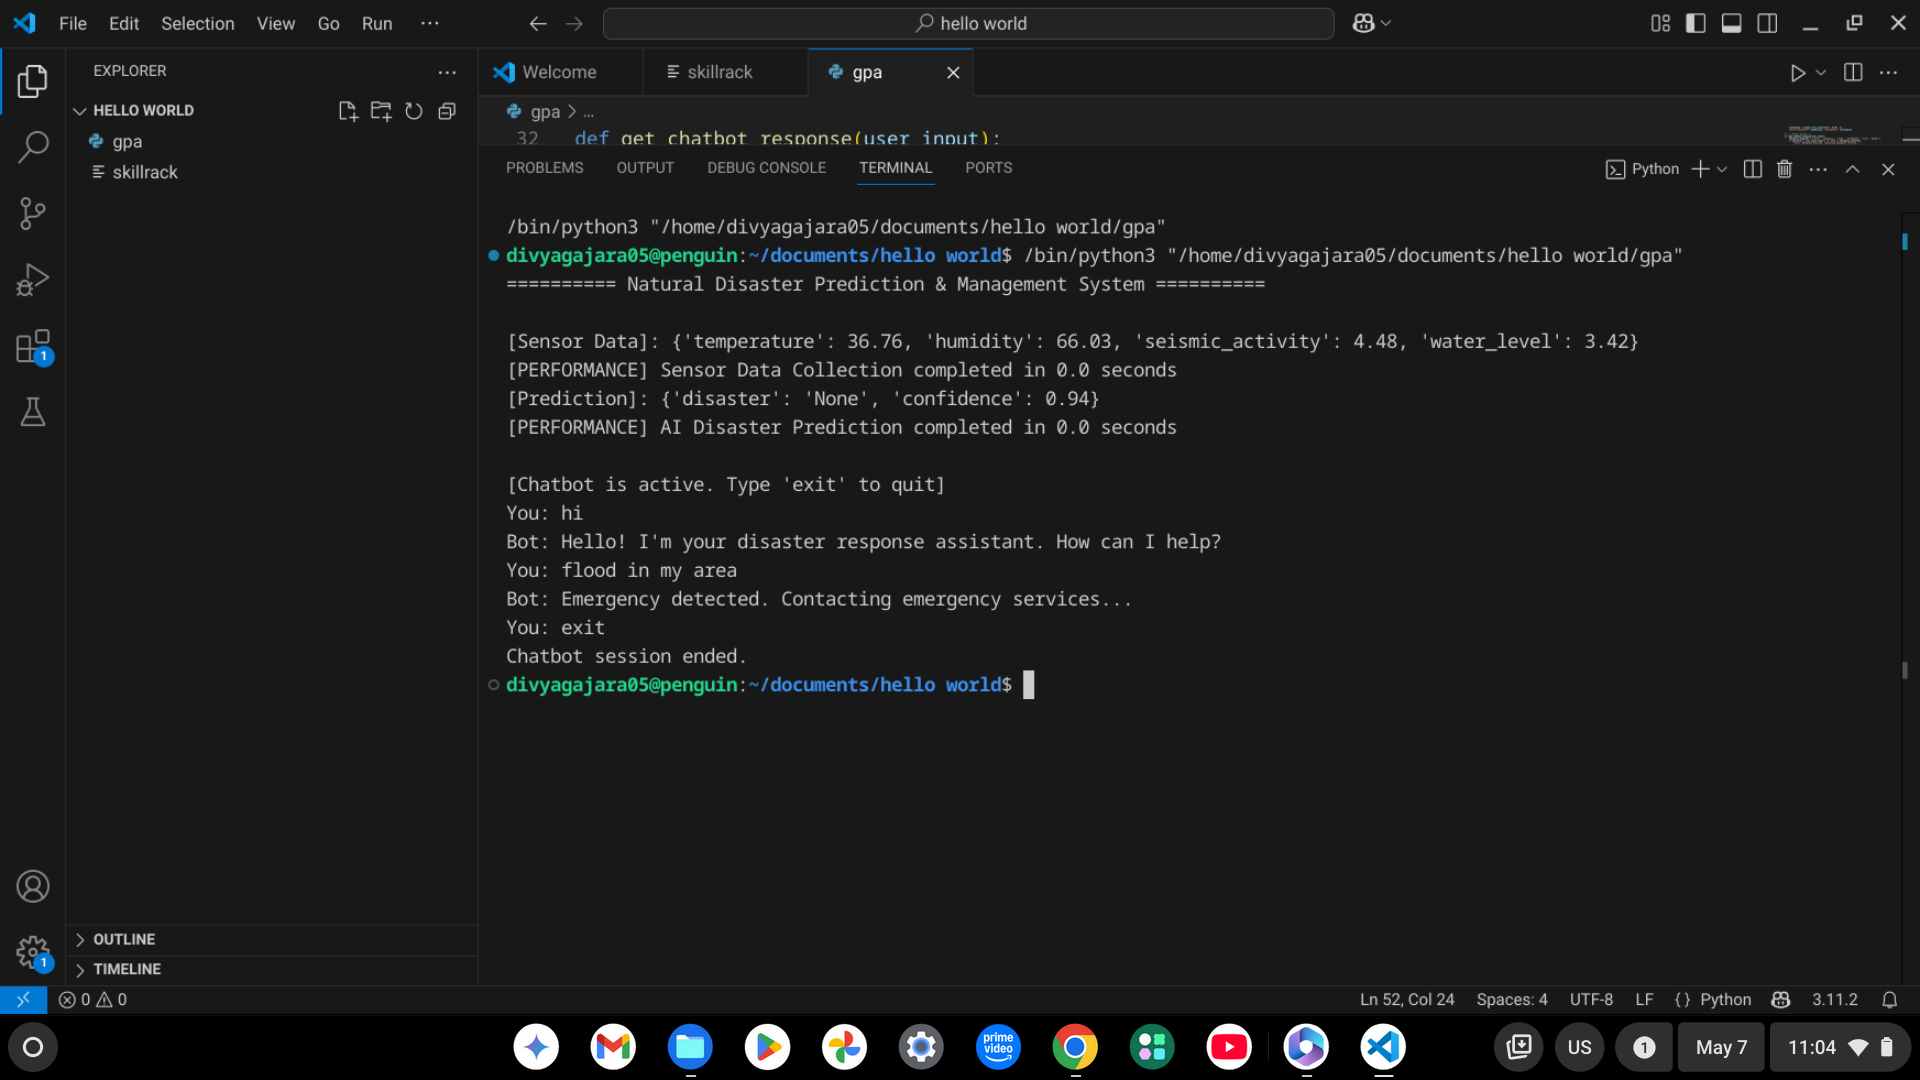 File Edit Selection View Go Run ···
hello world
EXPLORER
HELLO WORLD
gpa
skillrack
Welcome
skillrack
gpa
gpa > ...
32 def get_chatbot_response(user_input):
PROBLEMS OUTPUT DEBUG CONSOLE TERMINAL PORTS
Python
/bin/python3 "/home/divyagajara05/documents/hello world/gpa"
divyagajara05@penguin:~/documents/hello world$ /bin/python3 "/home/divyagajara05/documents/hello world/gpa"
========== Natural Disaster Prediction & Management System ==========
[Sensor Data]: {'temperature': 36.76, 'humidity': 66.03, 'seismic_activity': 4.48, 'water_level': 3.42}
[PERFORMANCE] Sensor Data Collection completed in 0.0 seconds
[Prediction]: {'disaster': 'None', 'confidence': 0.94}
[PERFORMANCE] AI Disaster Prediction completed in 0.0 seconds
[Chatbot is active. Type 'exit' to quit]
You: hi
Bot: Hello! I'm your disaster response assistant. How can I help?
You: flood in my area
Bot: Emergency detected. Contacting emergency services...
You: exit
Chatbot session ended.
divyagajara05@penguin:~/documents/hello world$
1
1
OUTLINE
TIMELINE
0 0
Ln 52, Col 24 Spaces: 4 UTF-8 LF {} Python 3.11.2
prime video
US
1
May 7
11:04